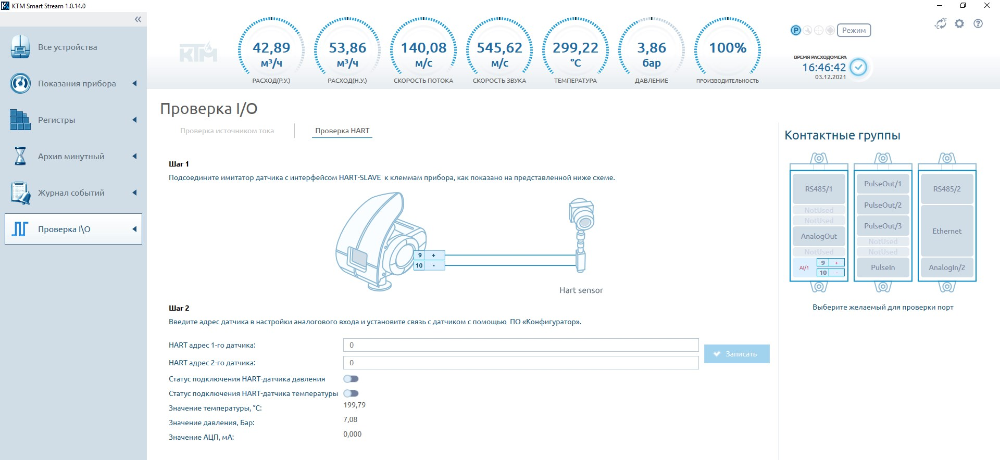 KTM Smart Stream 1.0.14.0
Все устройства
Показания прибора
Регистры
Архив минутный
Журнал событий
Проверка I\O
КТМ
42,89
м³/ч
РАСХОД(Р.У.)
53,86
м³/ч
РАСХОД(Н.У.)
140,08
м/с
СКОРОСТЬ ПОТОКА
545,62
м/с
СКОРОСТЬ ЗВУКА
299,22
°C
ТЕМПЕРАТУРА
3,86
бар
ДАВЛЕНИЕ
100%
ПРОИЗВОДИТЕЛЬНОСТЬ
P
Режим
°C °F
?
ВРЕМЯ РАСХОДОМЕРА
16:46:42
03.12.2021
Проверка I/O
Проверка источником тока
Проверка HART
Шаг 1
Подсоедините имитатор датчика с интерфейсом HART-SLAVE к клеммам прибора, как показано на представленной ниже схеме.
9 +
10 -
Hart sensor
Шаг 2
Введите адрес датчика в настройки аналогового входа и установите связь с датчиком с помощью ПО «Конфигуратор».
HART адрес 1-го датчика:
0
HART адрес 2-го датчика:
0
Записать
Статус подключения HART-датчика давления
Статус подключения HART-датчика температуры
Значение температуры, °C:
199,79
Значение давления, Бар:
7,08
Значение АЦП, мА:
0,000
Контактные группы
RS485/1
NotUsed
NotUsed
AnalogOut
NotUsed
AI/1
9 +
10 -
PulseOut/1
PulseOut/2
PulseOut/3
NotUsed
NotUsed
PulseIn
RS485/2
Ethernet
AnalogIn/2
Выберите желаемый для проверки порт